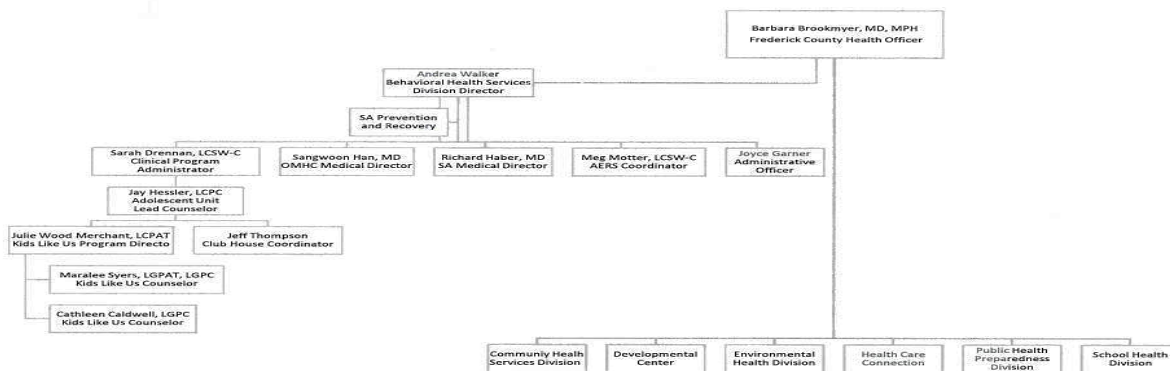 Barbara Brookmyer, MD, MPH
Frederick County Health Officer
Andrea Walker
Behavioral Health Services
Division Director
SA Prevention
and Recovery
Sarah Drennan, LCSW-C
Clinical Program
Administrator
Sangwoon Han, MD
OMHC Medical Director
Richard Haber, MD
SA Medical Director
Meg Motter, LCSW-C
AERS Coordinator
Joyce Garner
Administrative
Officer
Jay Hessler, LCPC
Adolescent Unit
Lead Counselor
Julie Wood Merchant, LCPAT
Kids Like Us Program Directo
Jeff Thompson
Club House Coordinator
Maralee Syers, LGPAT, LGPC
Kids Like Us Counselor
Cathleen Caldwell, LGPC
Kids Like Us Counselor
Communiy Healh
Services Division
Developmental
Center
Environmental
Health Division
Health Care
Connection
Public Health
Preparedness
Division
School Health
Division